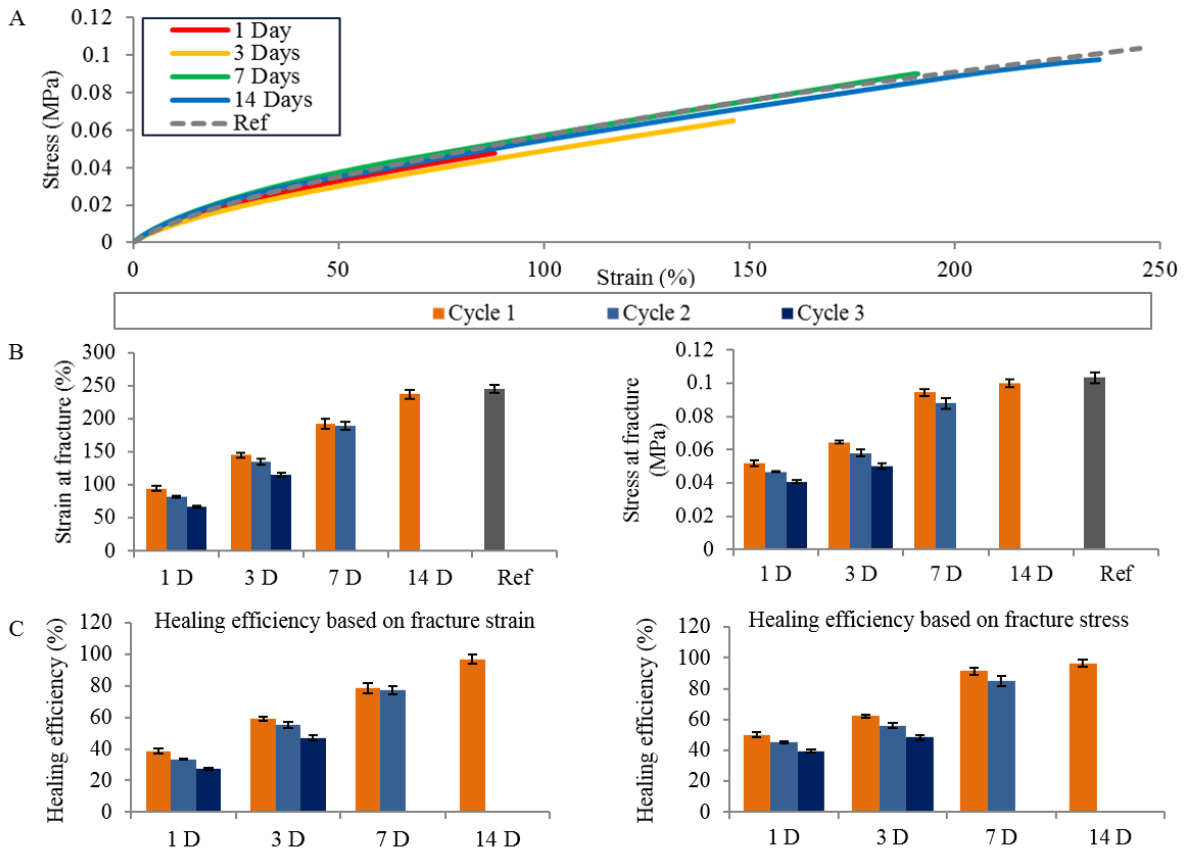 A
0.12
0.1
0.08
0.06
0.04
0.02
0
Stress (MPa)
1 Day
3 Days
7 Days
14 Days
Ref
0
50
100
150
200
250
Strain (%)
Cycle 1
Cycle 2
Cycle 3
B
300
250
200
150
100
50
0
Strain at fracture (%)
1 D
3 D
7 D
14 D
Ref
0.12
0.1
0.08
0.06
0.04
0.02
0
Stress at fracture
(MPa)
1 D
3 D
7 D
14 D
Ref
C
Healing efficiency based on fracture strain
120
100
80
60
40
20
0
Healing efficiency (%)
1 D
3 D
7 D
14 D
Healing efficiency based on fracture stress
120
100
80
60
40
20
0
Healing efficiency (%)
1 D
3 D
7 D
14 D